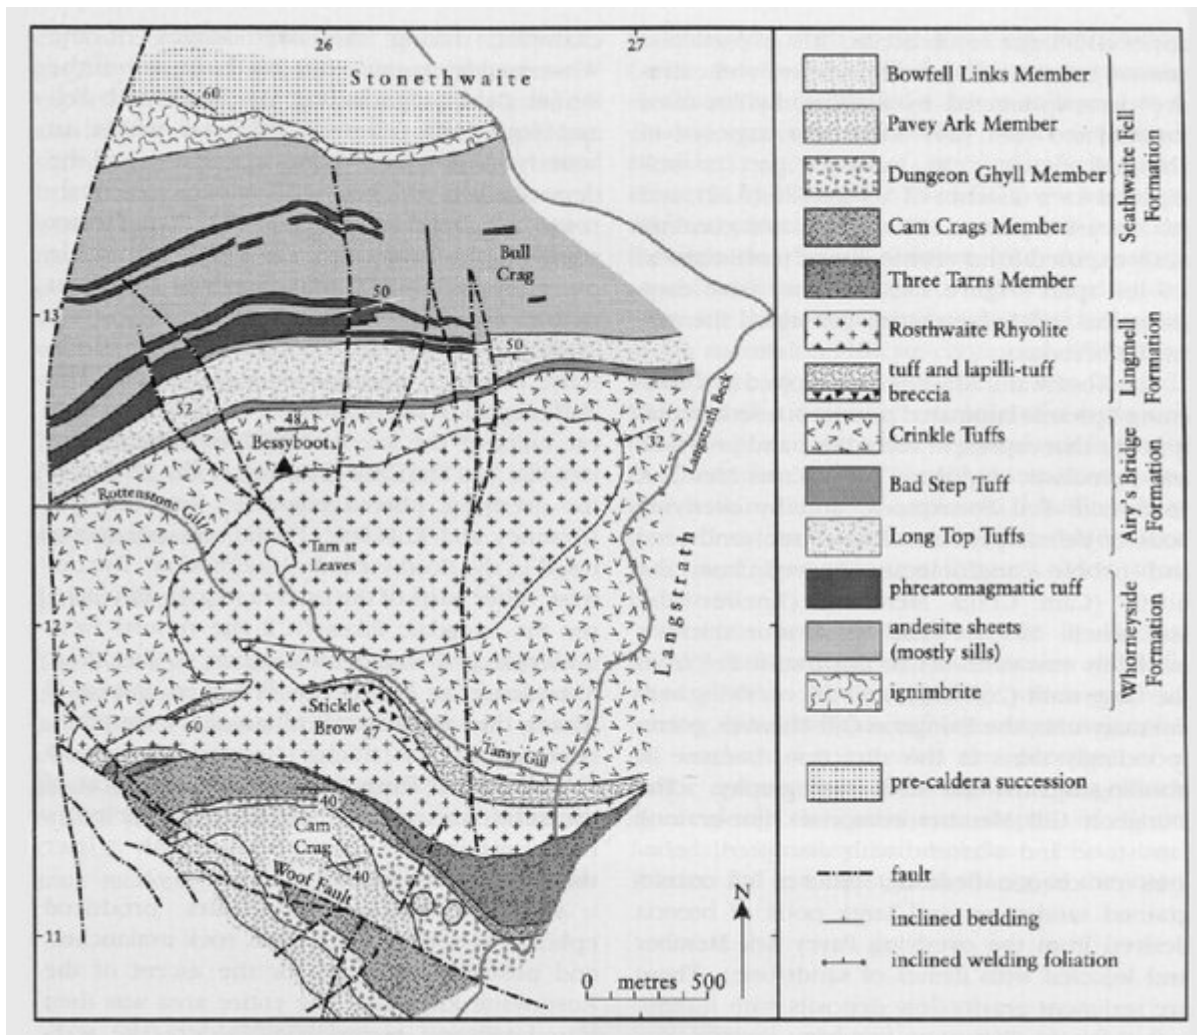 26
27
Stonethwaite
60
Bull
Crag
50
13
50
52
48
Bessyboot
32
Langstrath Beck
Rottenstone Gill
Tarn at
Leaves
Langstrath
12
Stickle
Brow
47
60
Tansy Gill
40
Cam
Crag
40
Woof Fault
11
N
0 metres 500
27
Bowfell Links Member
Pavey Ark Member
Dungeon Ghyll Member
Cam Crags Member
Three Tarns Member
Seathwaite Fell
Formation
Rosthwaite Rhyolite
tuff and lapilli-tuff
breccia
Lingmell
Formation
Crinkle Tuffs
Bad Step Tuff
Long Top Tuffs
Airy's Bridge
Formation
phreatomagmatic tuff
andesite sheets
(mostly sills)
ignimbrite
Whorneyside
Formation
pre-caldera succession
fault
inclined bedding
inclined welding foliation